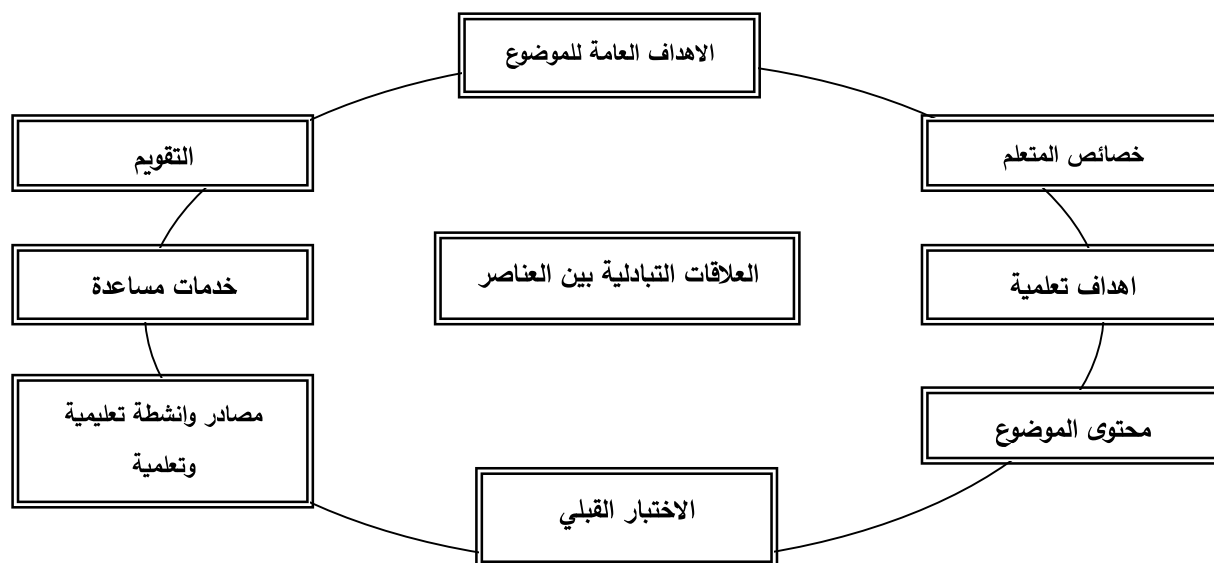 الاهداف العامة للموضوع
خصائص المتعلم
التقويم
العلاقات التبادلية بين العناصر
اهداف تعلمية
خدمات مساعدة
محتوى الموضوع
مصادر وانشطة تعليمية
وتعلمية
الاختبار القبلي